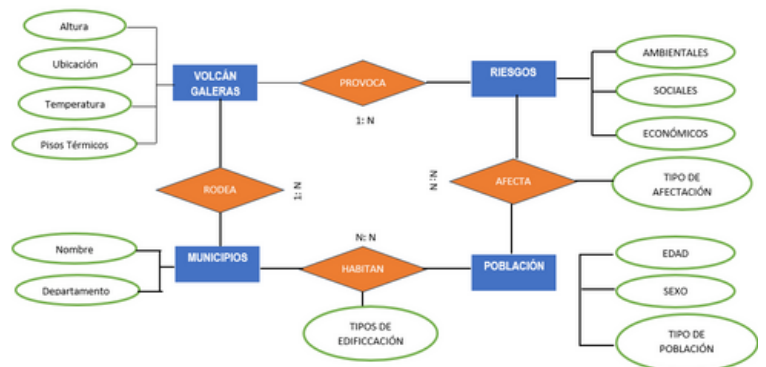 Altura
Ubicación
Temperatura
Pisos Térmicos
VOLCÁN
GALERAS
PROVOCA
1: N
RIESGOS
AMBIENTALES
SOCIALES
ECONÓMICOS
RODEA
1: N
N: N
AFECTA
TIPO DE
AFECTACIÓN
Nombre
Departamento
MUNICIPIOS
N: N
HABITAN
TIPOS DE
EDIFICCACIÓN
POBLACIÓN
EDAD
SEXO
TIPO DE
POBLACIÓN